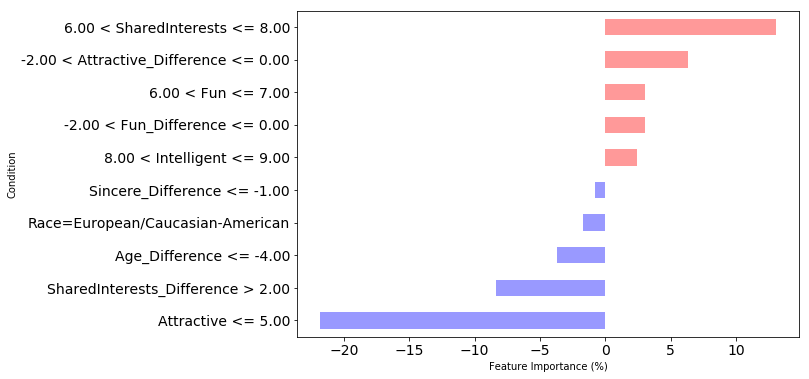 6.00 < SharedInterests <= 8.00
-2.00 < Attractive_Difference <= 0.00
6.00 < Fun <= 7.00
-2.00 < Fun_Difference <= 0.00
8.00 < Intelligent <= 9.00
Sincere_Difference <= -1.00
Race=European/Caucasian-American
Age_Difference <= -4.00
SharedInterests_Difference > 2.00
Attractive <= 5.00
Condition
−20 −15 −10 −5 0 5 10
Feature Importance (%)